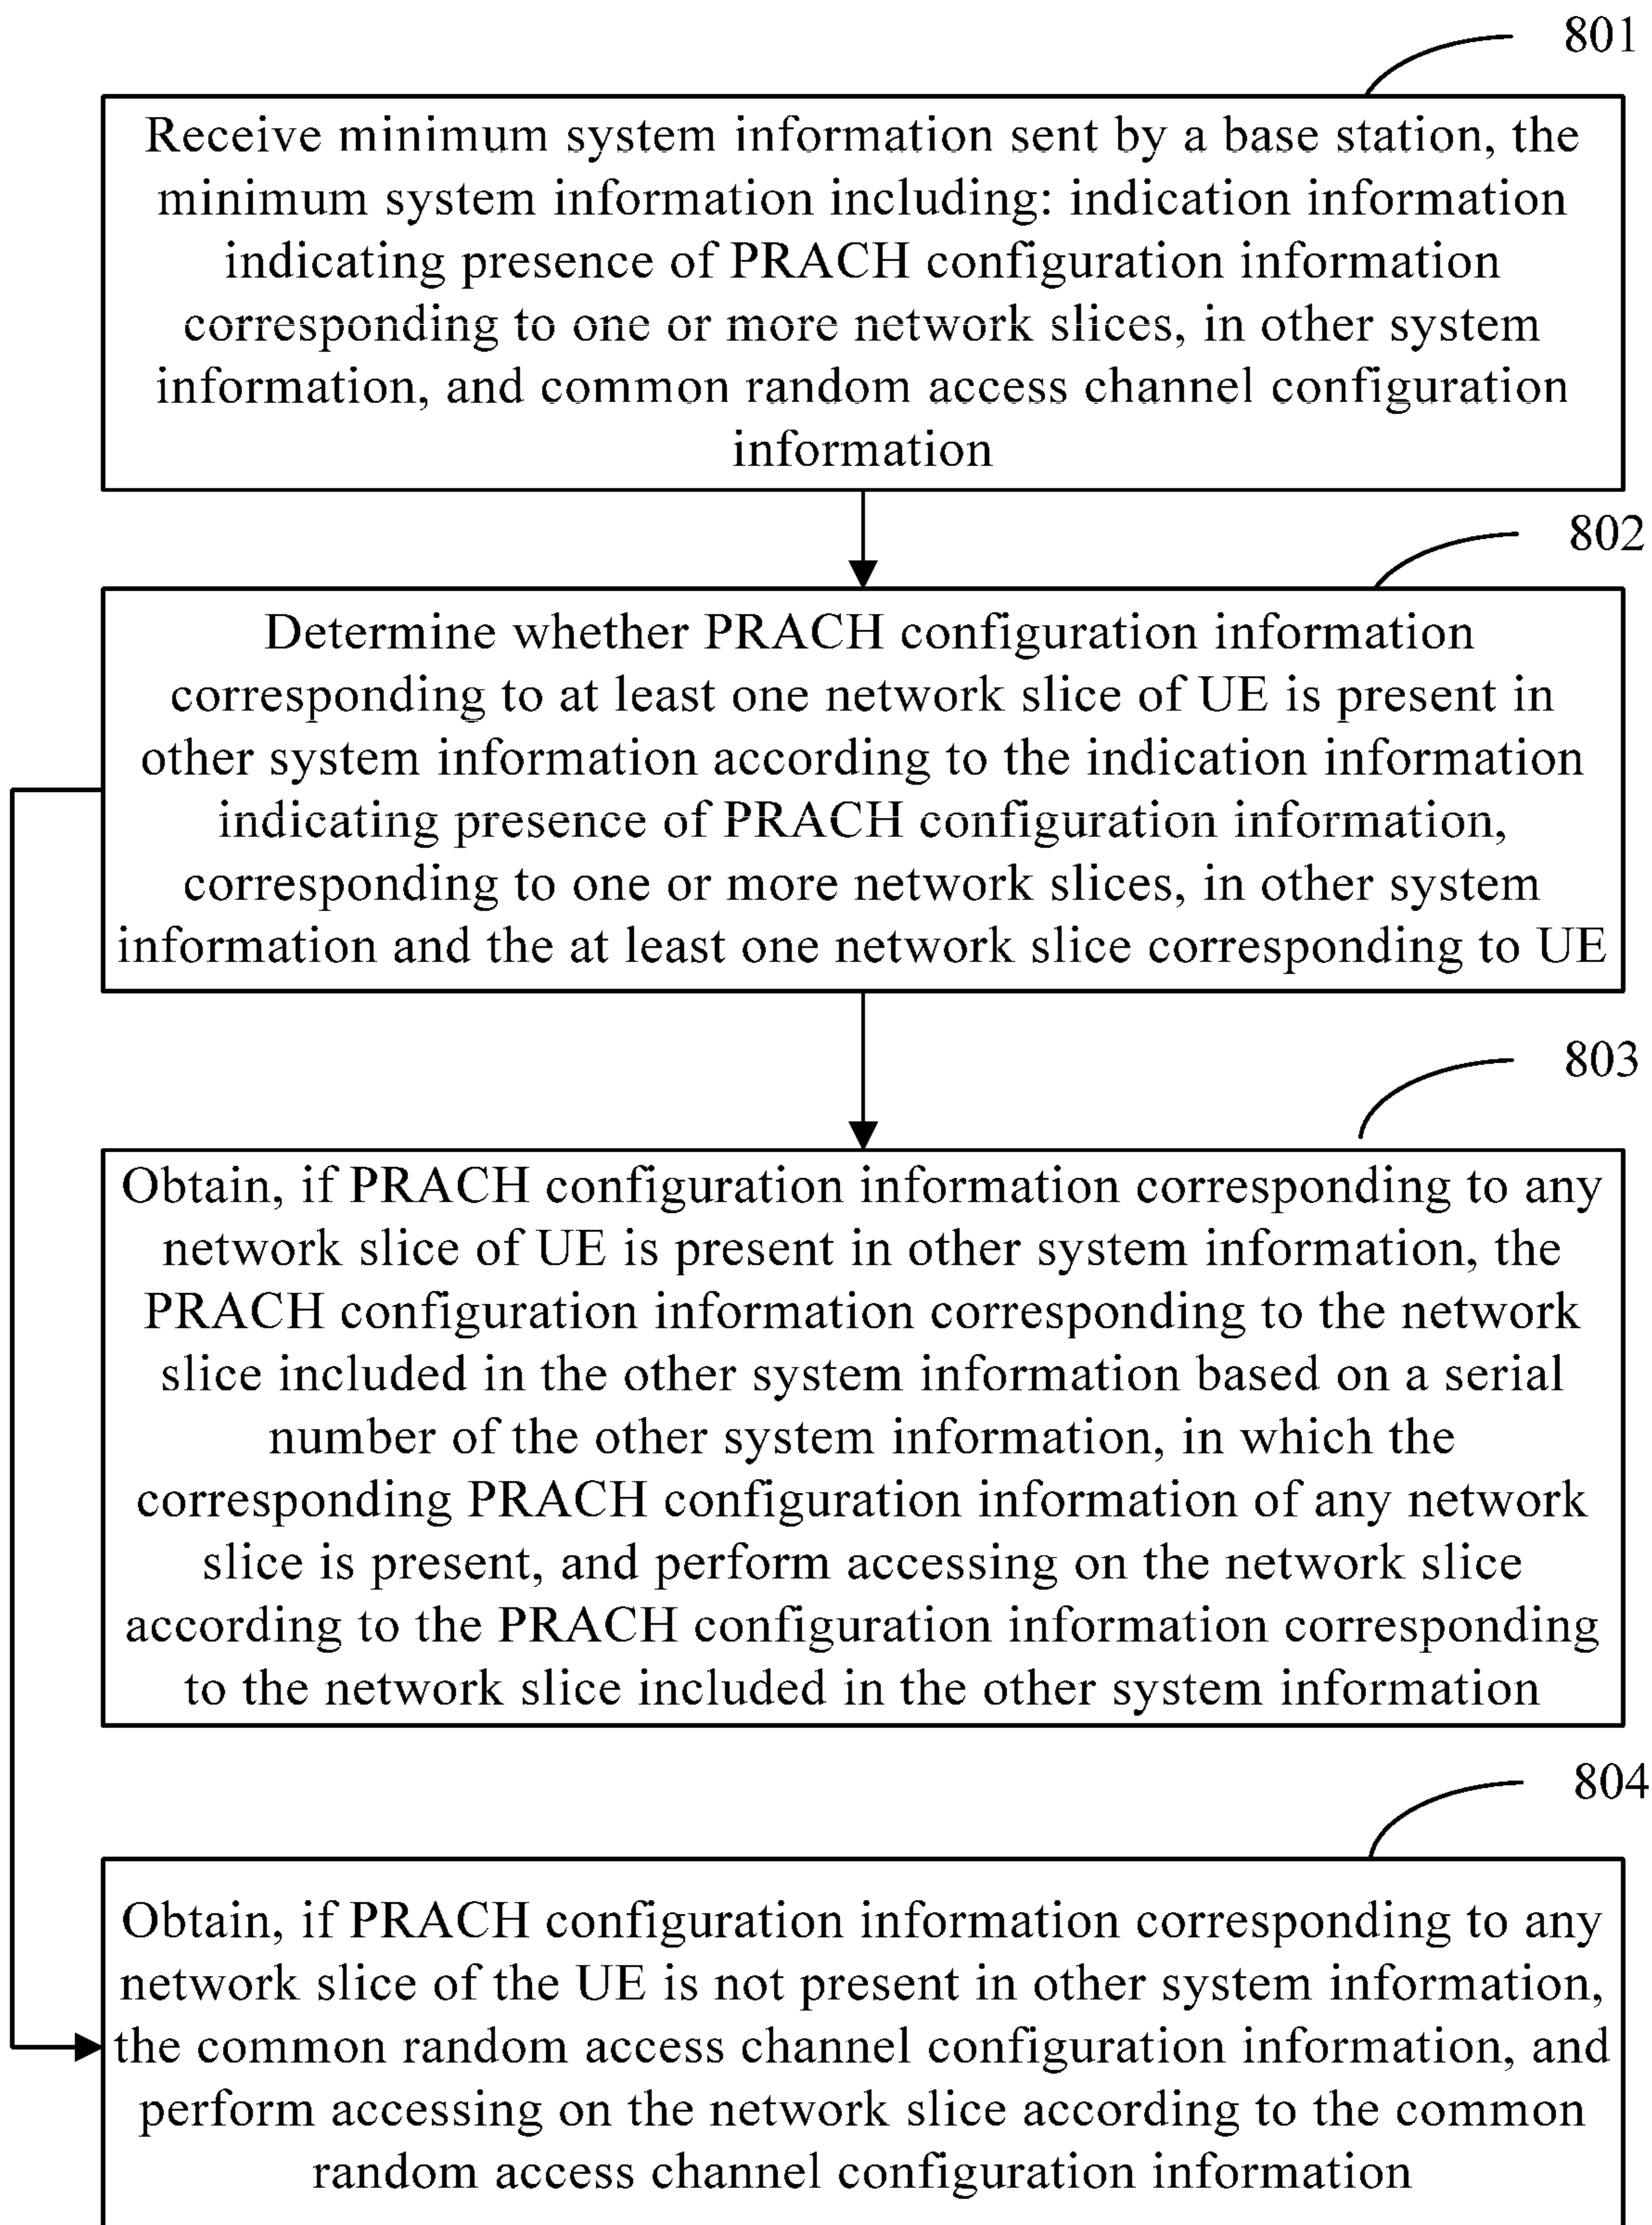 801
Receive minimum system information sent by a base station, the
minimum system information including: indication information
indicating presence of PRACH configuration information
corresponding to one or more network slices, in other system
information, and common random access channel configuration
information
802
Determine whether PRACH configuration information
corresponding to at least one network slice of UE is present in
other system information according to the indication information
indicating presence of PRACH configuration information,
corresponding to one or more network slices, in other system
information and the at least one network slice corresponding to UE
803
Obtain, if PRACH configuration information corresponding to any
network slice of UE is present in other system information, the
PRACH configuration information corresponding to the network
slice included in the other system information based on a serial
number of the other system information, in which the
corresponding PRACH configuration information of any network
slice is present, and perform accessing on the network slice
according to the PRACH configuration information corresponding
to the network slice included in the other system information
804
Obtain, if PRACH configuration information corresponding to any
network slice of the UE is not present in other system information,
the common random access channel configuration information, and
perform accessing on the network slice according to the common
random access channel configuration information